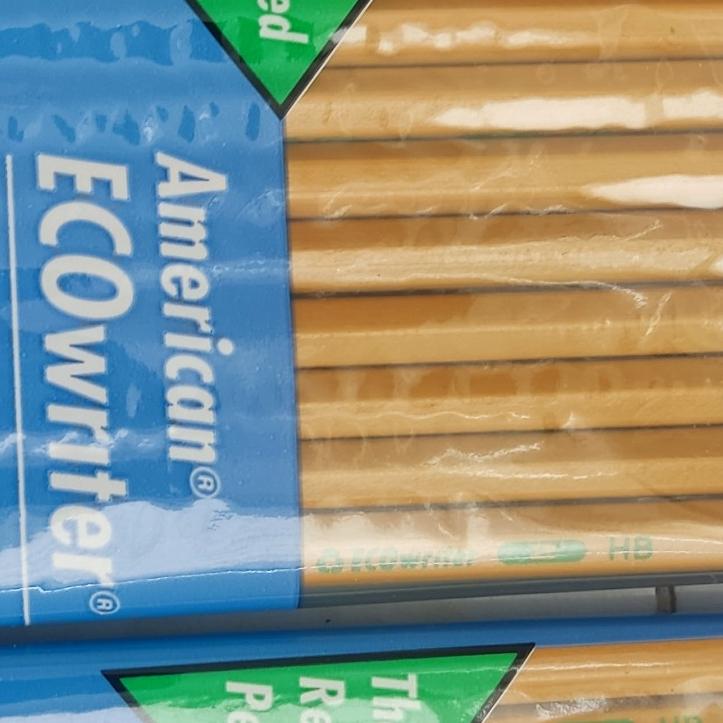 American®
ECOwriter®
ECOwriter HB
ed
Th
Re
Pe